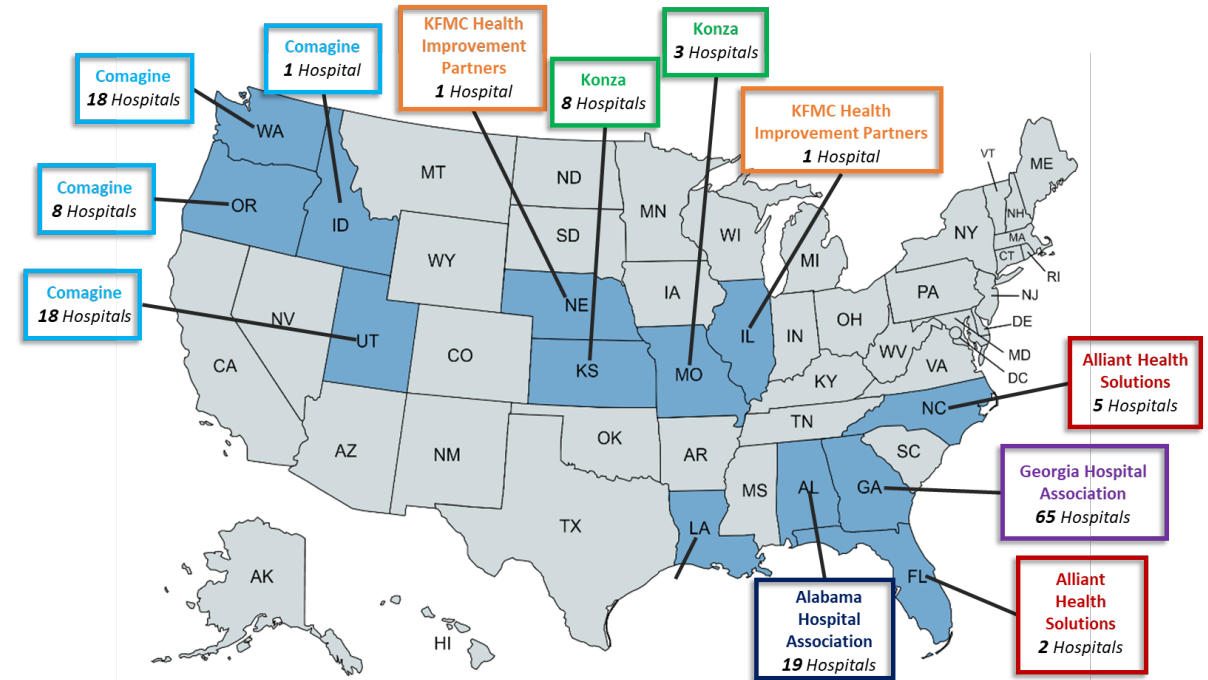 KFMC Health
Improvement
Partners
1 Hospital
Konza
3 Hospitals
Comagine
1 Hospital
Comagine
18 Hospitals
Konza
8 Hospitals
KFMC Health
Improvement Partners
1 Hospital
Comagine
8 Hospitals
Comagine
18 Hospitals
WA
OR
ID
MT
ND
SD
MN
WI
MI
VT
ME
NH
MA
NY
CT
RI
WY
NE
IA
PA
NJ
NV
UT
CO
KS
MO
IL
IN
OH
WV
VA
DE
MD
DC
CA
KY
NC
TN
AZ
NM
OK
AR
SC
MS
AL
GA
TX
LA
FL
AK
HI
Alliant Health
Solutions
5 Hospitals
Georgia Hospital
Association
65 Hospitals
Alliant
Health
Solutions
2 Hospitals
Alabama
Hospital
Association
19 Hospitals